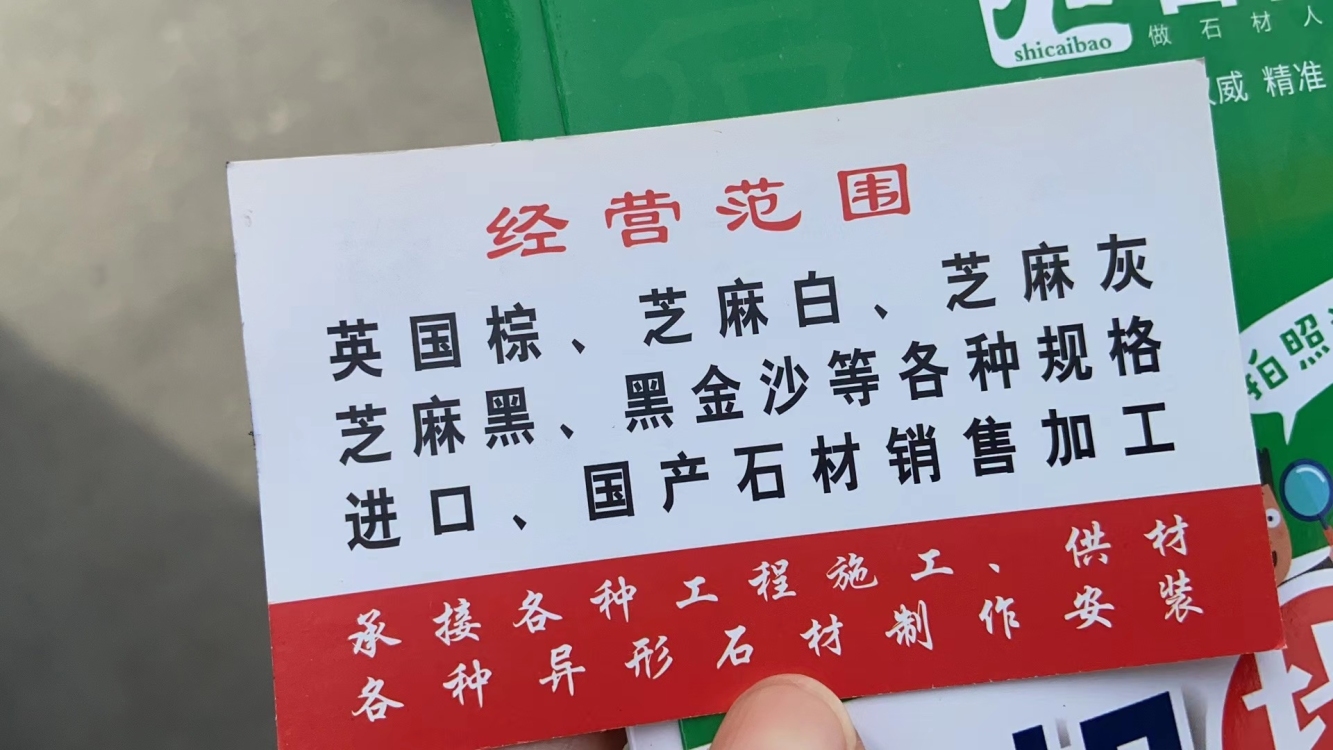 shicaibao
做石材人
威 精准
拍照
经营范围
英国棕、芝麻白、芝麻灰
芝麻黑、黑金沙等各种规格
进口、国产石材销售加工
承接各种工程施工、供材
各种异形石材制作安装